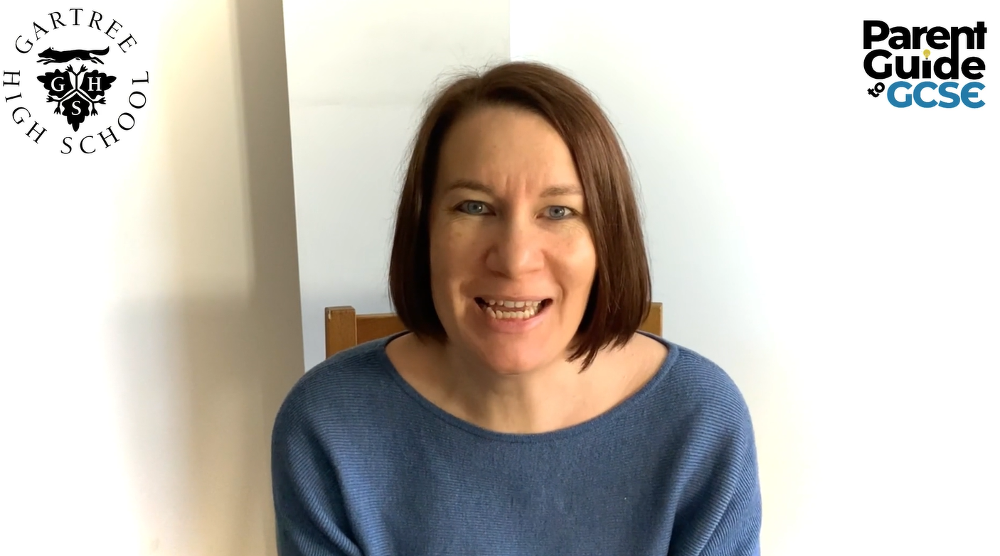 GARTREE
HIGH SCHOOL
G H
S
Parent
Guide
to GCSE